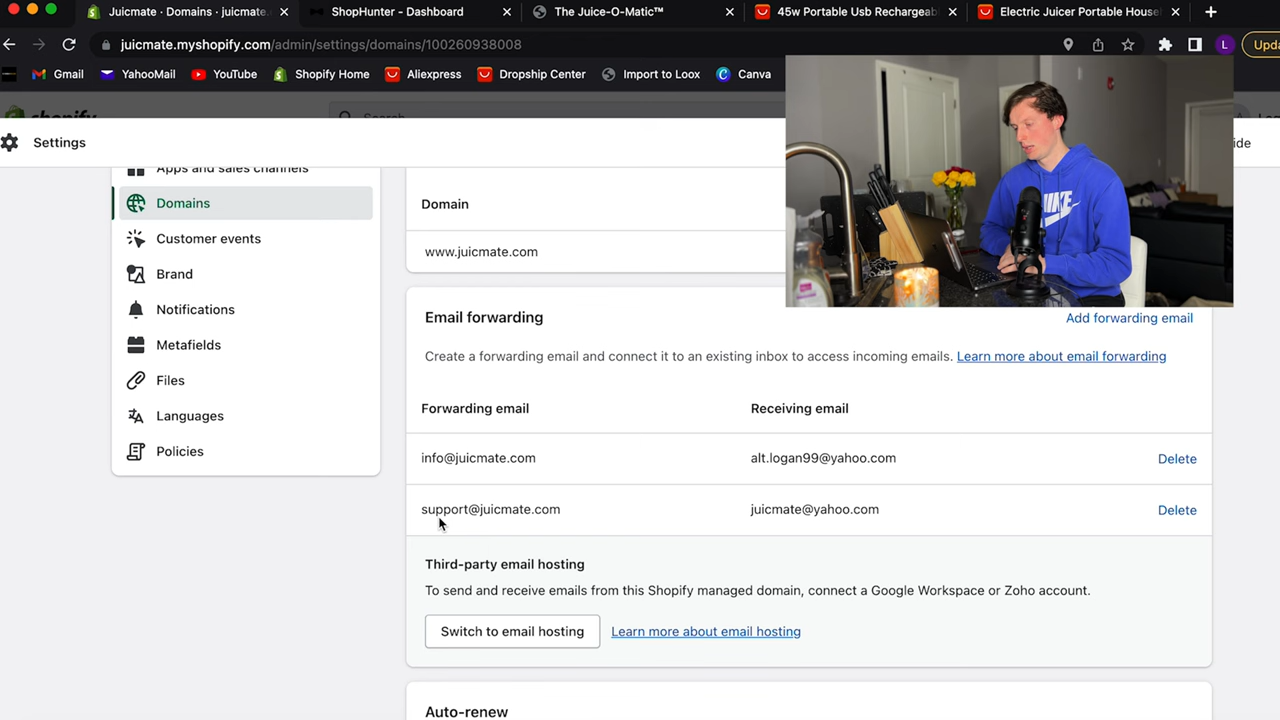 Juicmate · Domains · juicmate.
ShopHunter - Dashboard
The Juice-O-Matic™
45w Portable Usb Rechargeab
Electric Juicer Portable House
juicmate.myshopify.com/admin/settings/domains/100260938008
L
Upda
Gmail
YahooMail
YouTube
Shopify Home
Aliexpress
Dropship Center
Import to Loox
Canva
shopify
Search
Settings
ide
Apps and sales channels
Domains
Customer events
Brand
Notifications
Metafields
Files
Languages
Policies
Domain
www.juicmate.com
NIKE
Email forwarding
Add forwarding email
Create a forwarding email and connect it to an existing inbox to access incoming emails. Learn more about email forwarding
Forwarding email Receiving email
info@juicmate.com alt.logan99@yahoo.com Delete
support@juicmate.com juicmate@yahoo.com Delete
Third-party email hosting
To send and receive emails from this Shopify managed domain, connect a Google Workspace or Zoho account.
Switch to email hosting Learn more about email hosting
Auto-renew